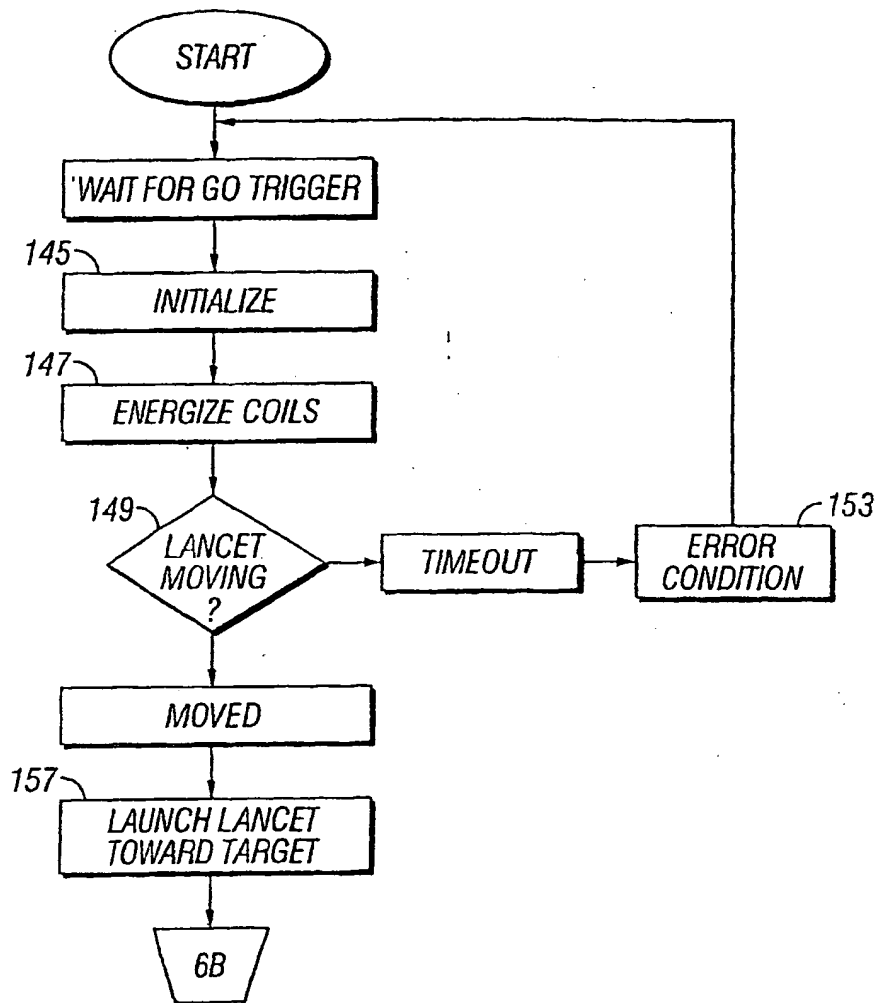 START
WAIT FOR GO TRIGGER
145
INITIALIZE
147
ENERGIZE COILS
149
LANCET
MOVING
?
TIMEOUT
153
ERROR
CONDITION
MOVED
157
LAUNCH LANCET
TOWARD TARGET
6B